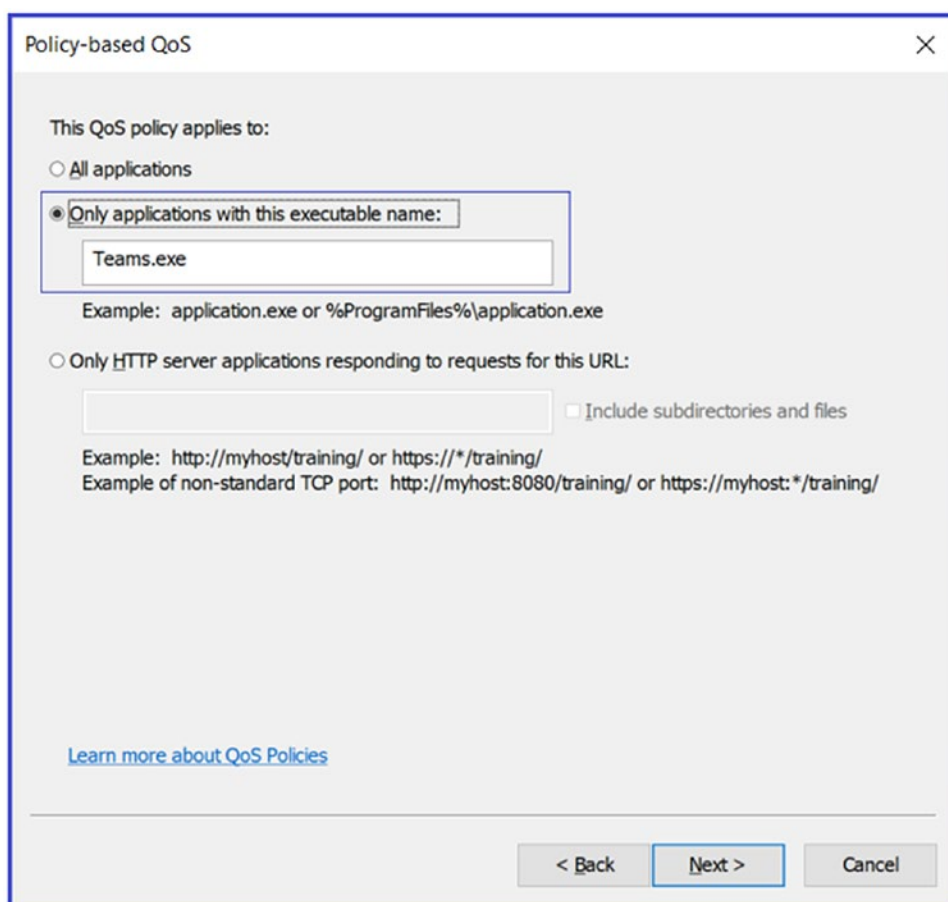 Policy-based QoS
This QoS policy applies to:
All applications
Only applications with this executable name:
Teams.exe
Example: application.exe or %ProgramFiles%\application.exe
Only HTTP server applications responding to requests for this URL:
Include subdirectories and files
Example: http://myhost/training/ or https://*/training/
Example of non-standard TCP port: http://myhost:8080/training/ or https://myhost:*/training/
Learn more about QoS Policies
< Back Next > Cancel